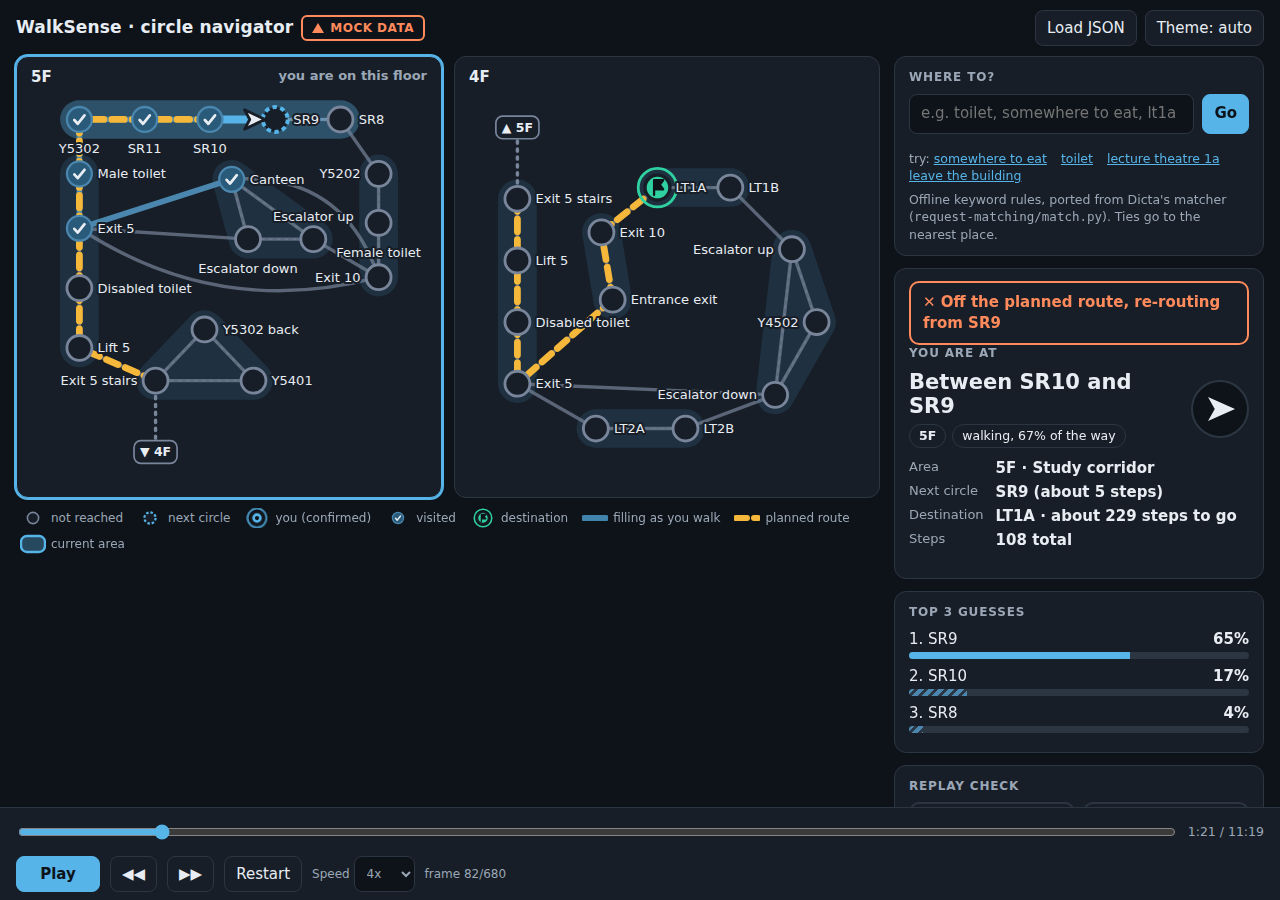 WalkSense · circle navigator
▲ MOCK DATA
Load JSON
Theme: auto
5F
you are on this floor
SR9
SR8
Y5302
SR11
SR10
Male toilet
Canteen
Y5202
Escalator up
Exit 5
Female toilet
Escalator down
Exit 10
Disabled toilet
Y5302 back
Lift 5
Exit 5 stairs
Y5401
▼ 4F
4F
▲ 5F
LT1A
LT1B
Exit 5 stairs
Exit 10
Escalator up
Lift 5
Entrance exit
Disabled toilet
Y4502
Exit 5
Escalator down
LT2A
LT2B
not reached
next circle
you (confirmed)
visited
destination
filling as you walk
planned route
current area
WHERE TO?
e.g. toilet, somewhere to eat, lt1a
Go
try: somewhere to eat toilet lecture theatre 1a
leave the building
Offline keyword rules, ported from Dicta's matcher
(request-matching/match.py). Ties go to the
nearest place.
✕ Off the planned route, re-routing
from SR9
YOU ARE AT
Between SR10 and
SR9
5F
walking, 67% of the way
Area 5F · Study corridor
Next circle SR9 (about 5 steps)
Destination LT1A · about 229 steps to go
Steps 108 total
TOP 3 GUESSES
1. SR9 65%
2. SR10 17%
3. SR8 4%
REPLAY CHECK
1:21 / 11:19
Play
◀◀
▶▶
Restart
Speed
4x
frame 82/680